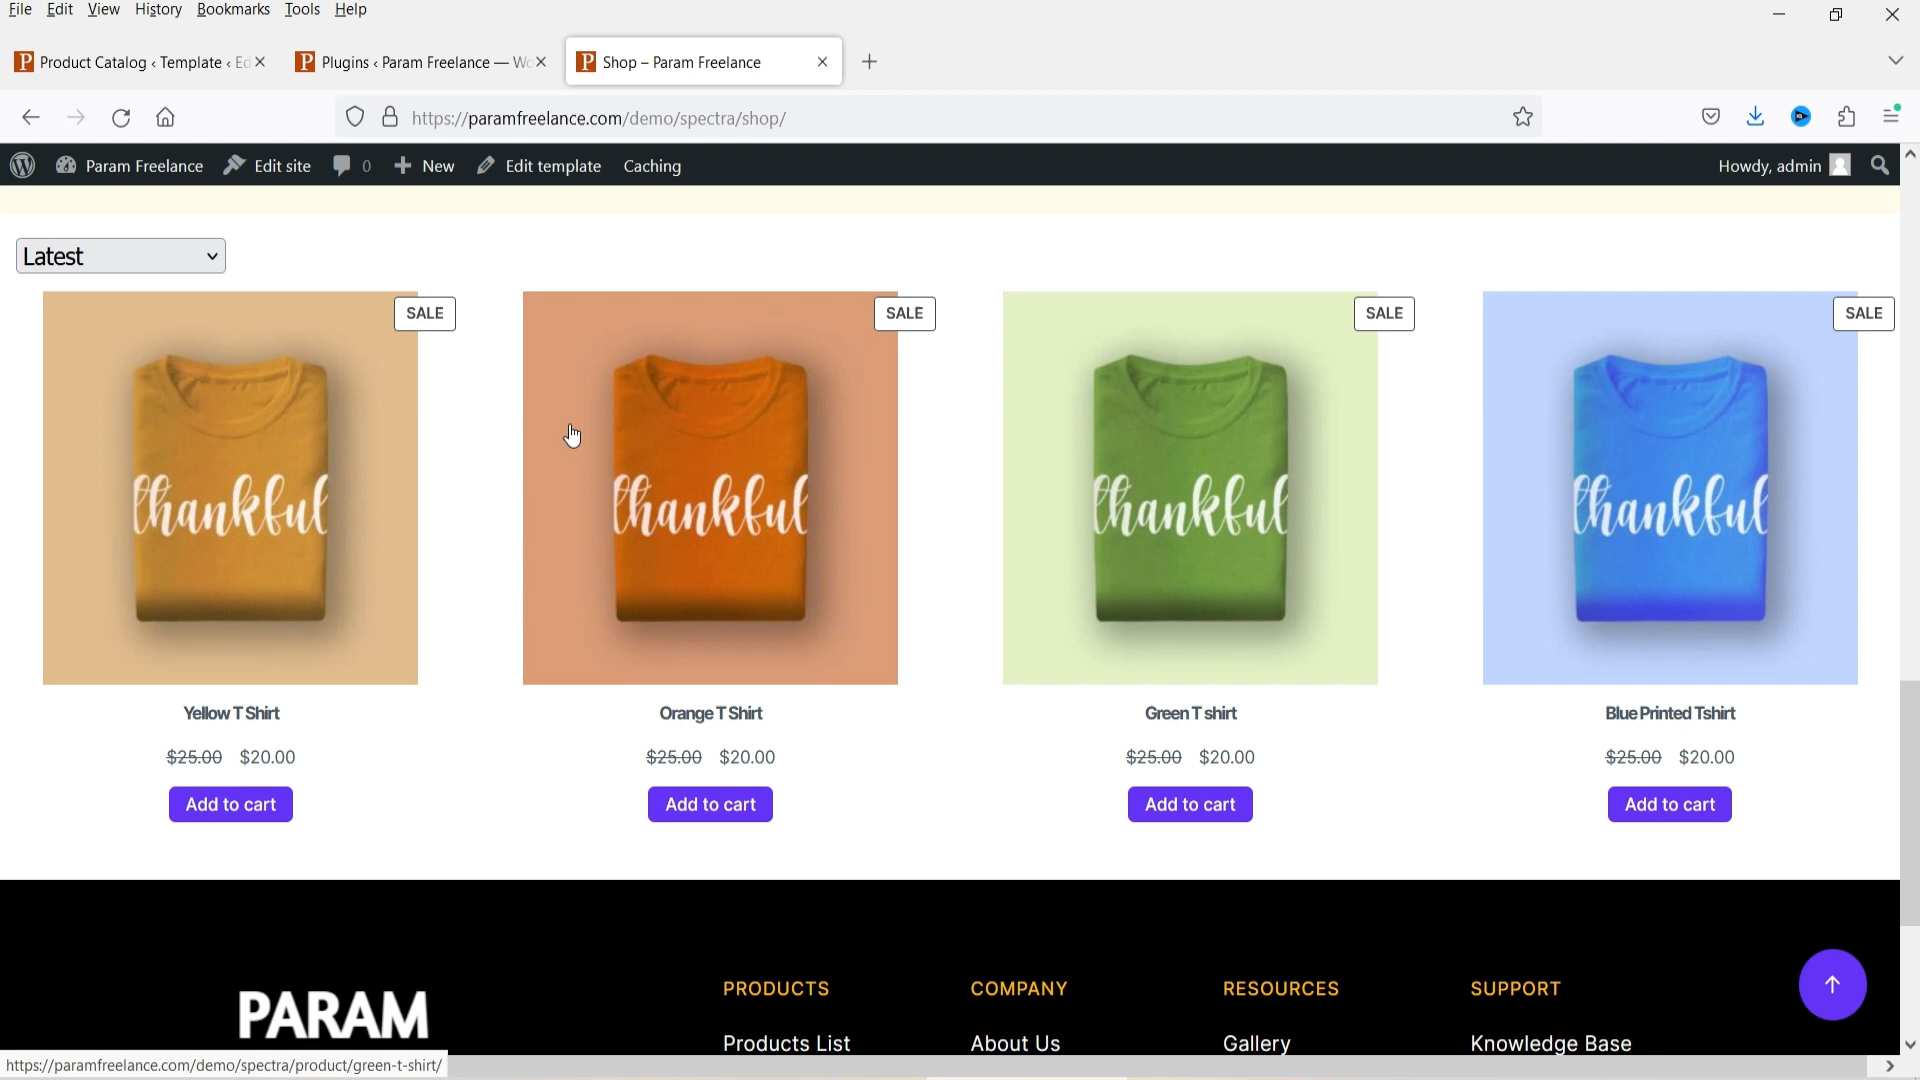 File Edit View History Bookmarks Tools Help
Product Catalog ‹ Template ‹ Ed
Plugins ‹ Param Freelance — Wo
Shop – Param Freelance
https://paramfreelance.com/demo/spectra/shop/
Param Freelance Edit site 0 New Edit template Caching Howdy, admin
Latest
SALE SALE SALE SALE
thankful thankful thankful thankful
Yellow T Shirt Orange T Shirt Green T shirt Blue Printed Tshirt
$25.00 $20.00 $25.00 $20.00 $25.00 $20.00 $25.00 $20.00
Add to cart Add to cart Add to cart Add to cart
PRODUCTS COMPANY RESOURCES SUPPORT
PARAM
Products List About Us Gallery Knowledge Base
https://paramfreelance.com/demo/spectra/product/green-t-shirt/